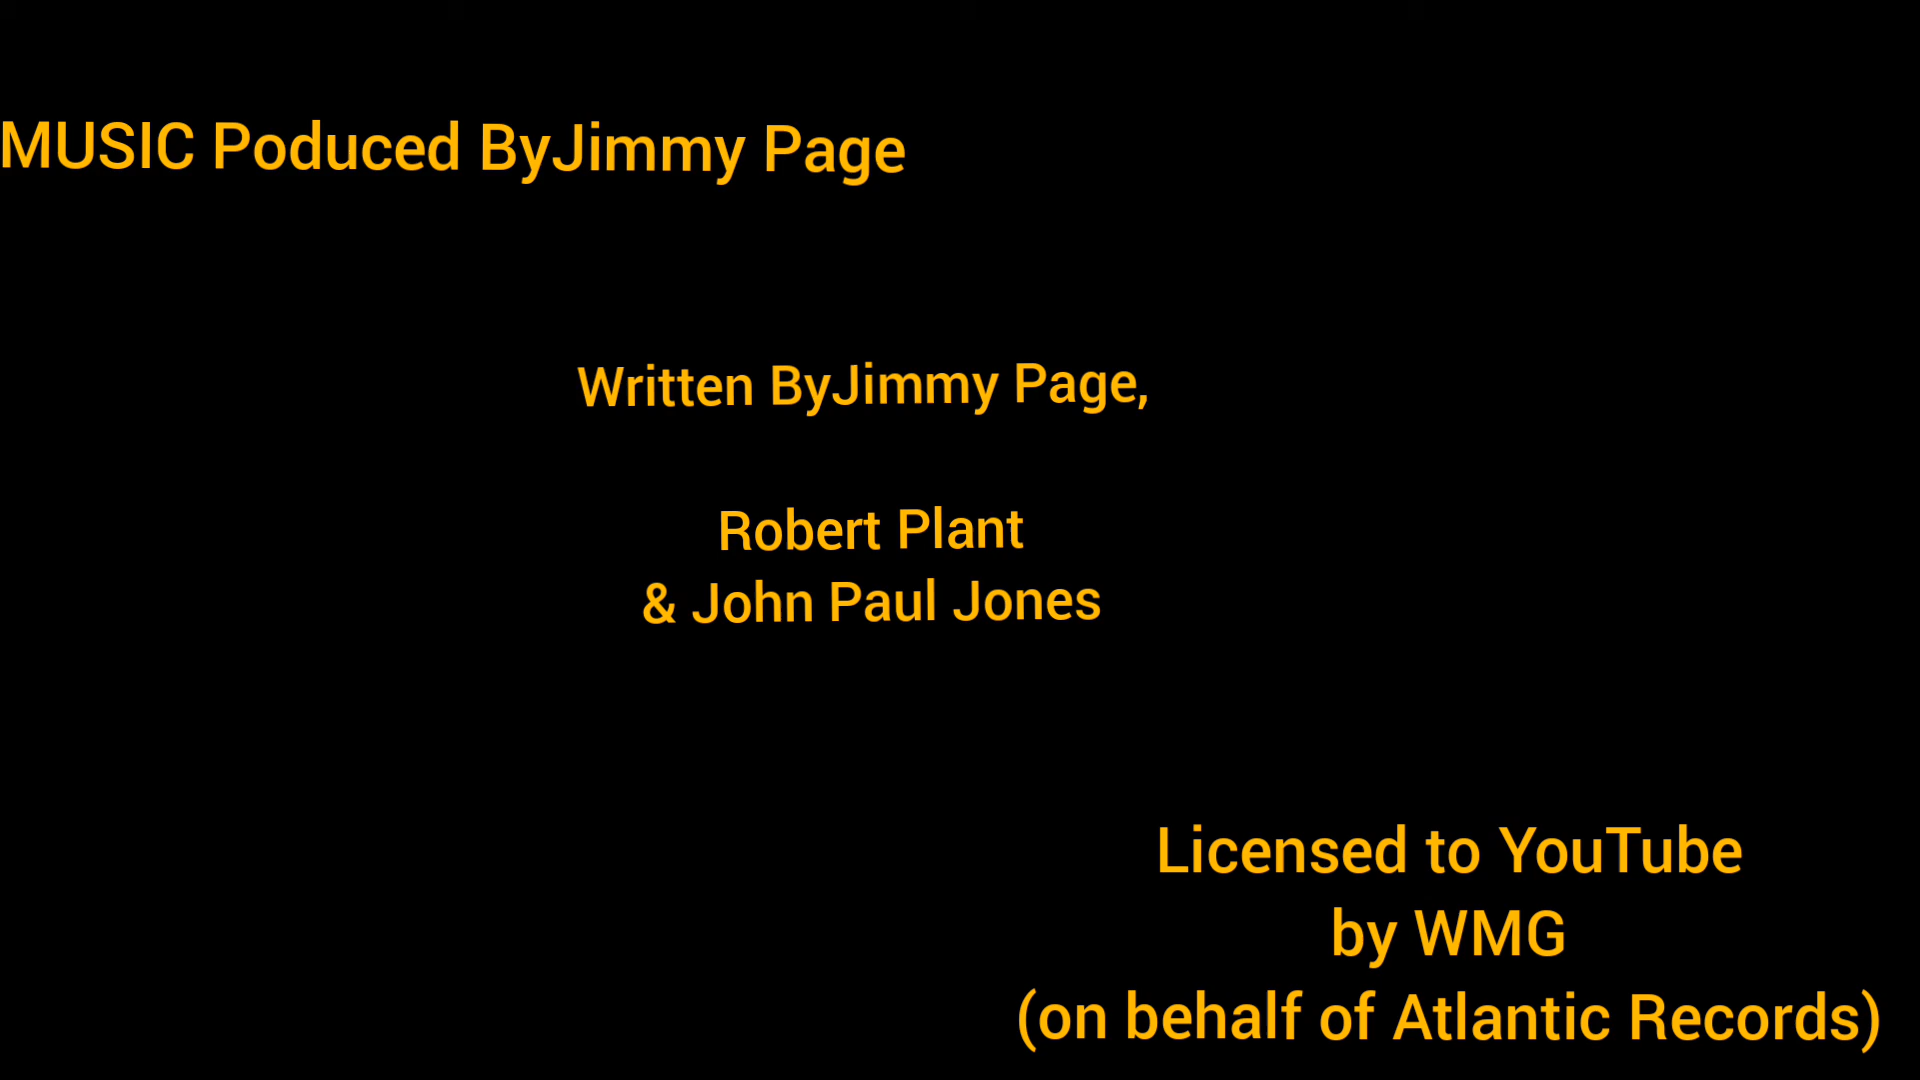 MUSIC Poduced ByJimmy Page
Written ByJimmy Page,
Robert Plant
& John Paul Jones
Licensed to YouTube
by WMG
(on behalf of Atlantic Records)